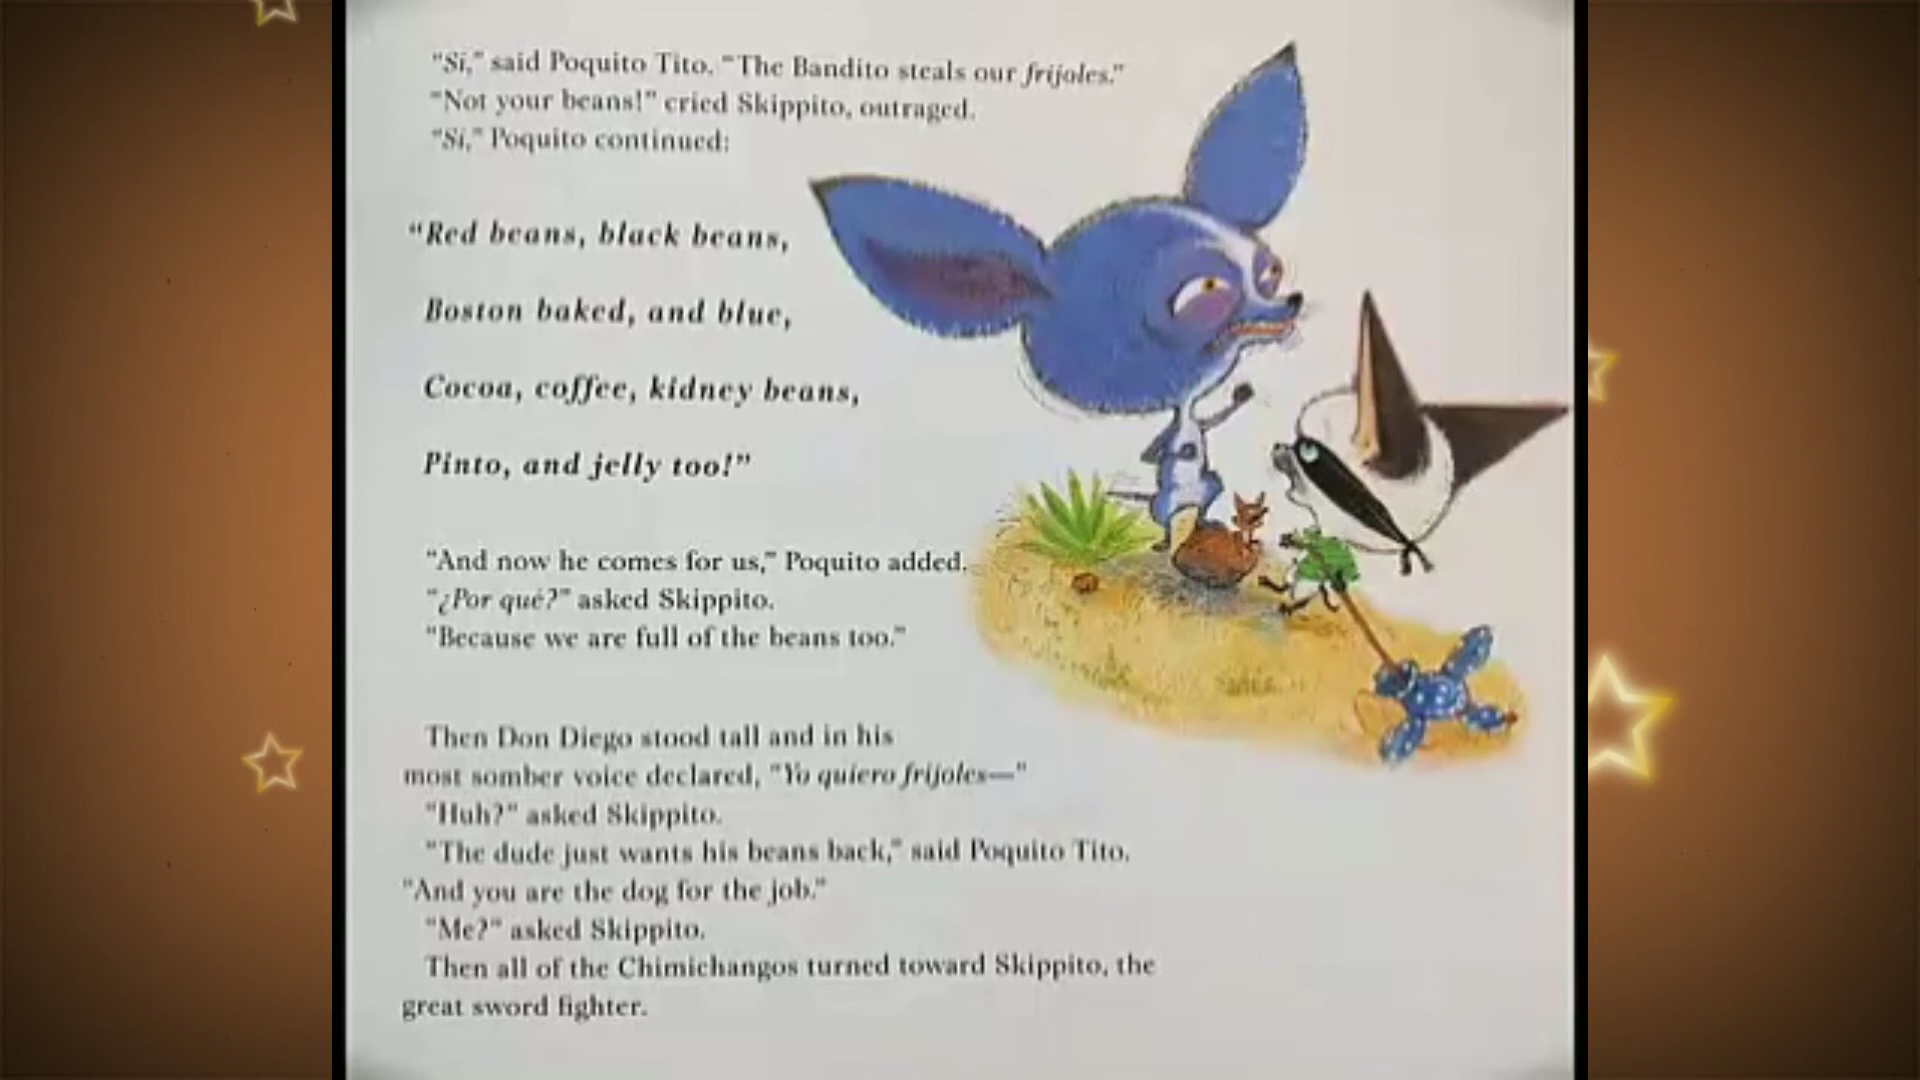 "Sí," said Poquito Tito. "The Bandito steals our frijoles."
"Not your beans!" cried Skippito, outraged.
"Sí," Poquito continued:
"Red beans, black beans,
Boston baked, and blue,
Cocoa, coffee, kidney beans,
Pinto, and jelly too!"
"And now he comes for us," Poquito added.
"¿Por qué?" asked Skippito.
"Because we are full of the beans too."
Then Don Diego stood tall and in his
most somber voice declared, "Yo quiero frijoles—"
"Huh?" asked Skippito.
"The dude just wants his beans back," said Poquito Tito.
"And you are the dog for the job."
"Me?" asked Skippito.
Then all of the Chimichangos turned toward Skippito, the
great sword fighter.